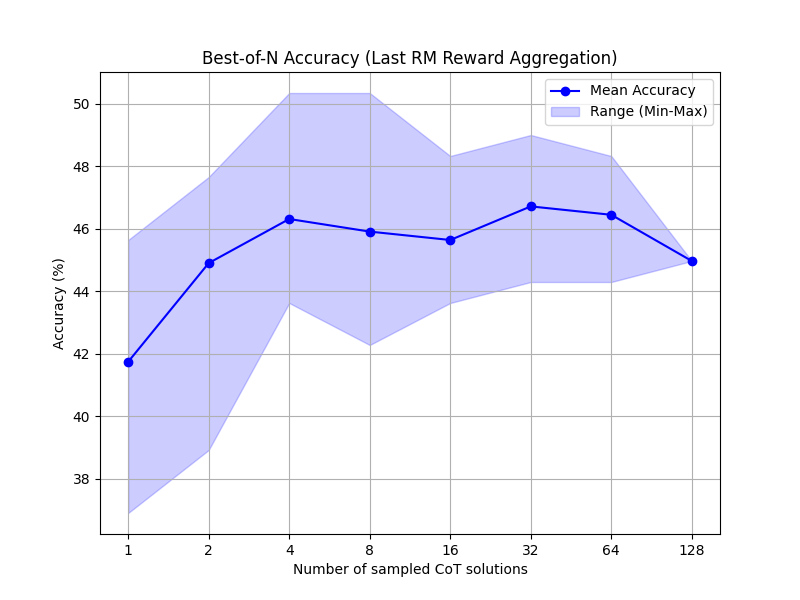 Best-of-N Accuracy (Last RM Reward Aggregation)
Mean Accuracy
Range (Min-Max)
Accuracy (%)
50
48
46
44
42
40
38
1 2 4 8 16 32 64 128
Number of sampled CoT solutions